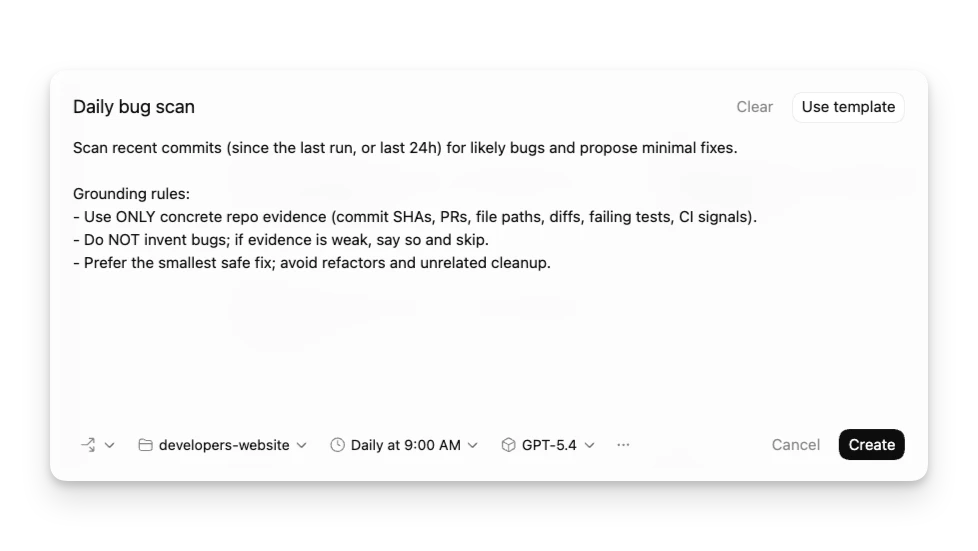 Daily bug scan
Clear
Use template
Scan recent commits (since the last run, or last 24h) for likely bugs and propose minimal fixes.
Grounding rules:
- Use ONLY concrete repo evidence (commit SHAs, PRs, file paths, diffs, failing tests, CI signals).
- Do NOT invent bugs; if evidence is weak, say so and skip.
- Prefer the smallest safe fix; avoid refactors and unrelated cleanup.
developers-website
Daily at 9:00 AM
GPT-5.4
Cancel
Create